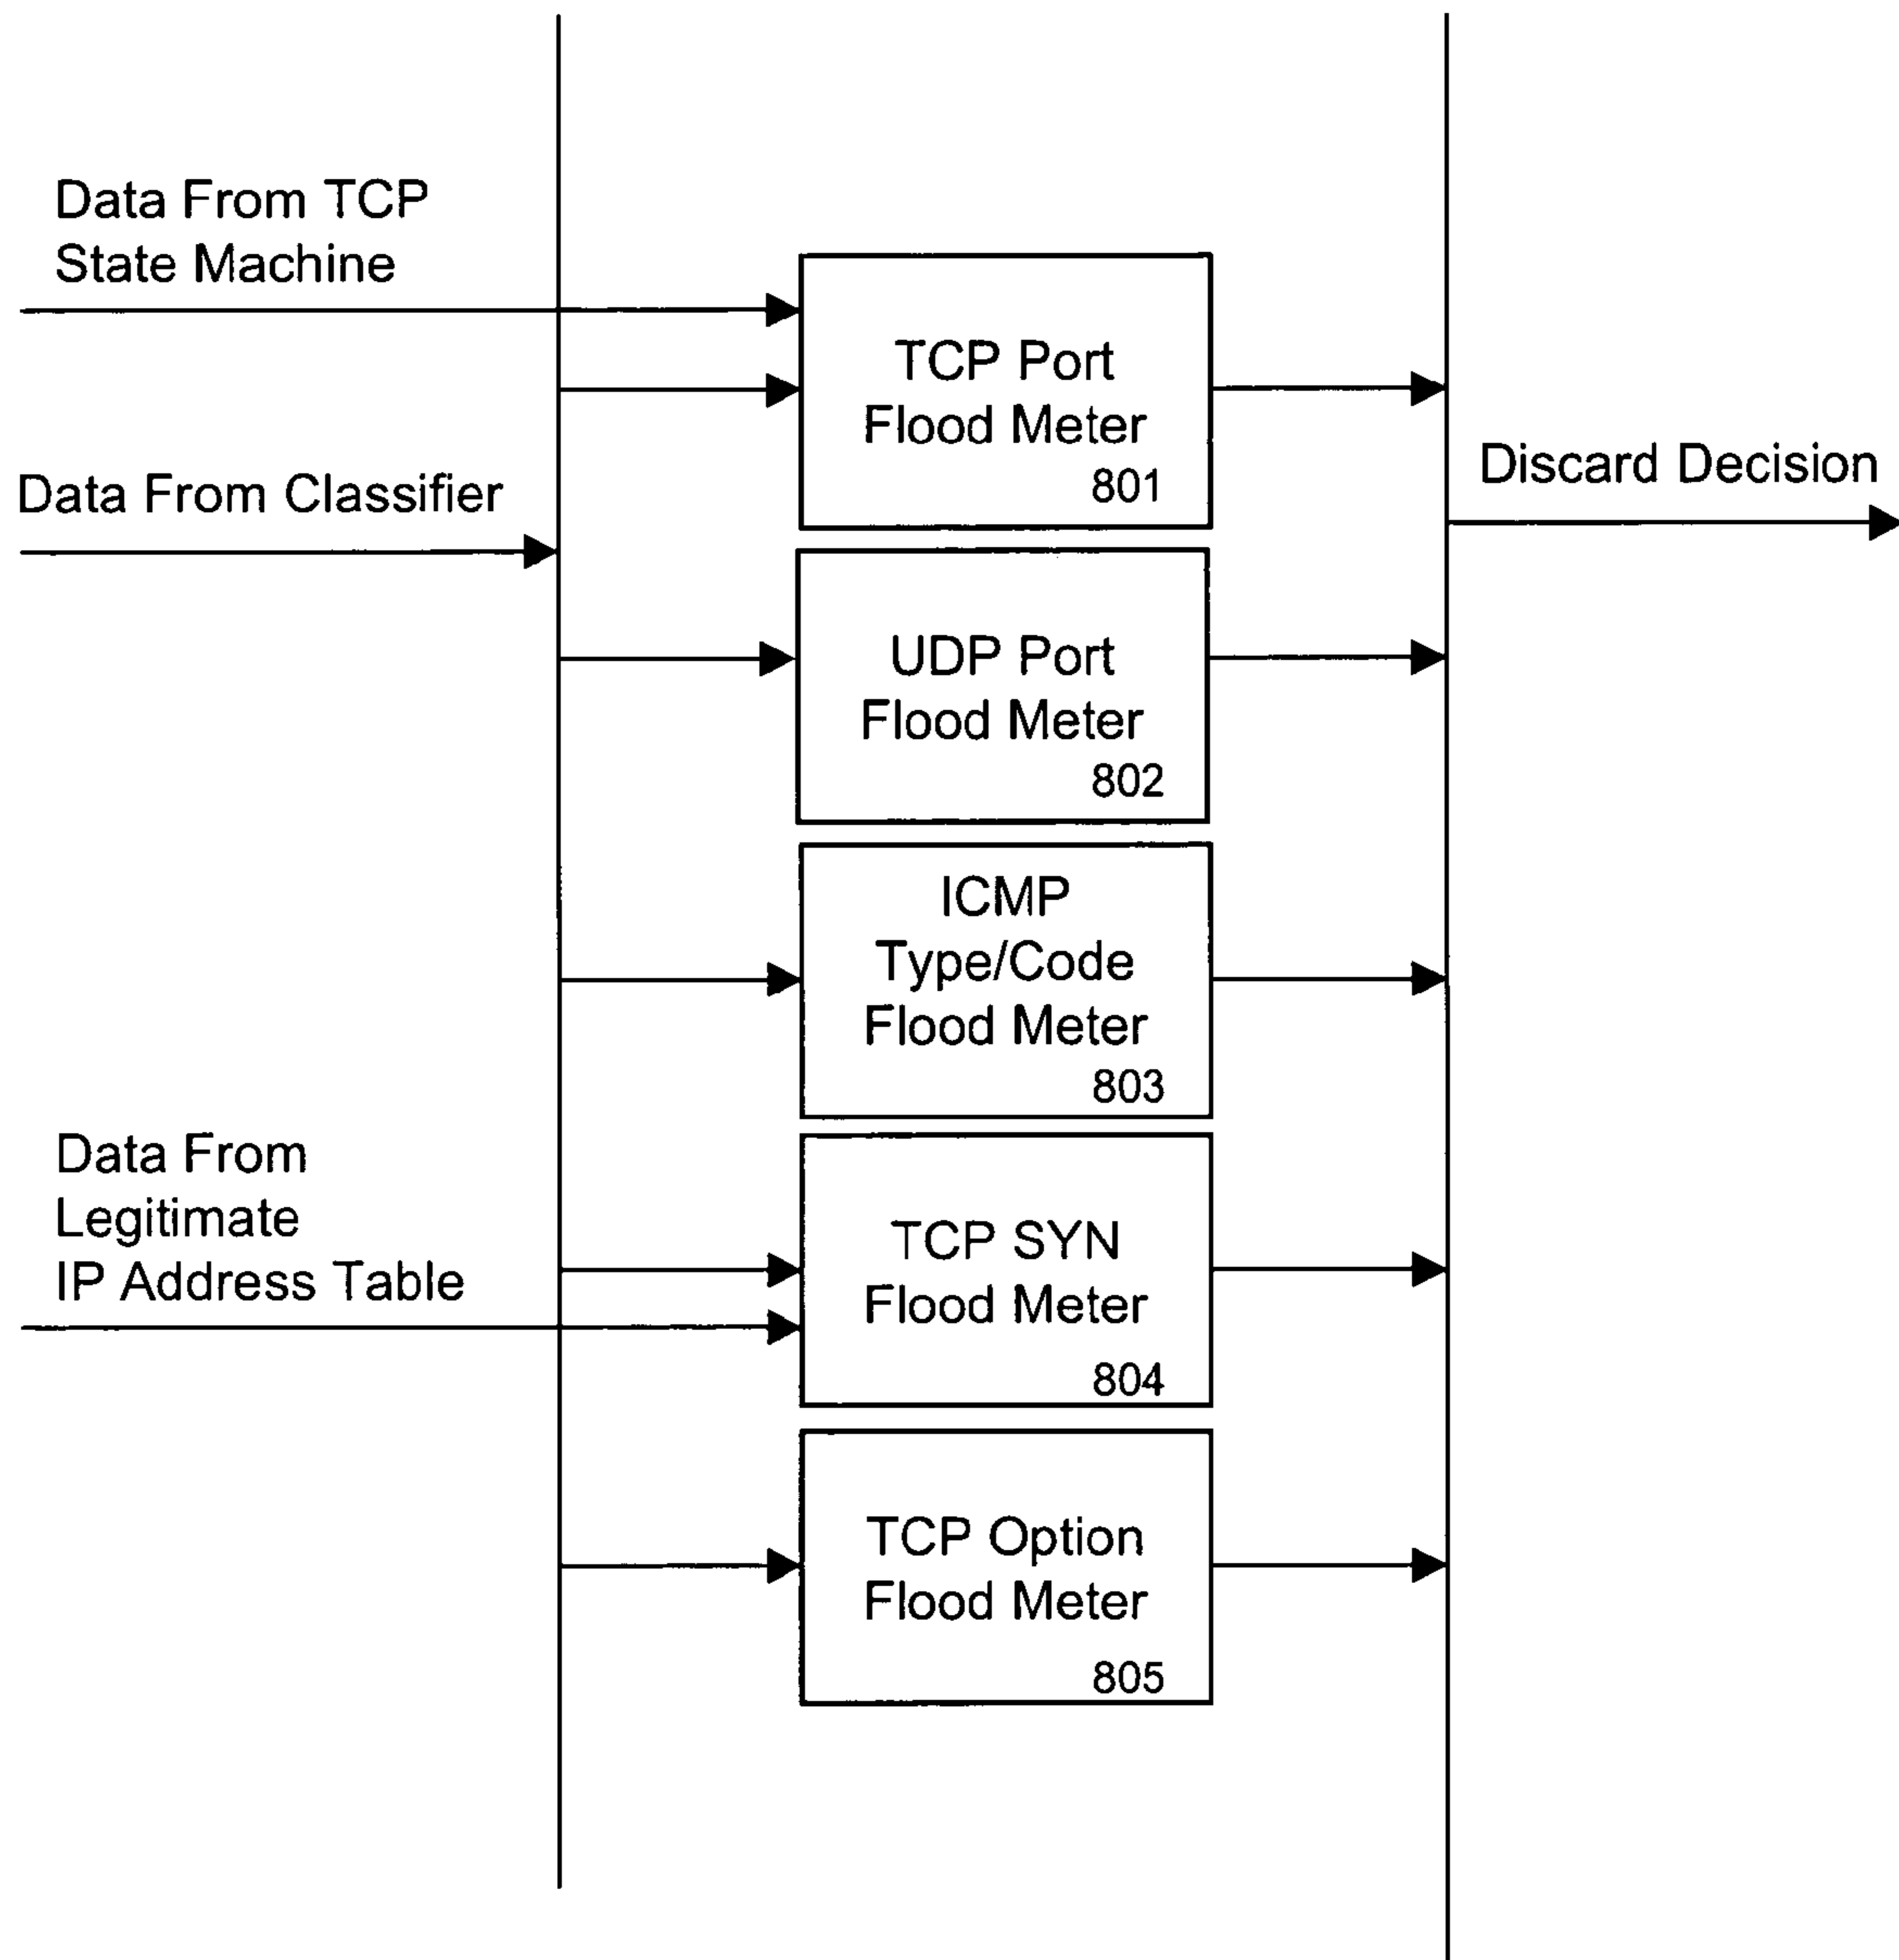 Data From TCP
State Machine
TCP Port
Flood Meter
801
Data From Classifier
Discard Decision
UDP Port
Flood Meter
802
ICMP
Type/Code
Flood Meter
803
Data From
Legitimate
IP Address Table
TCP SYN
Flood Meter
804
TCP Option
Flood Meter
805